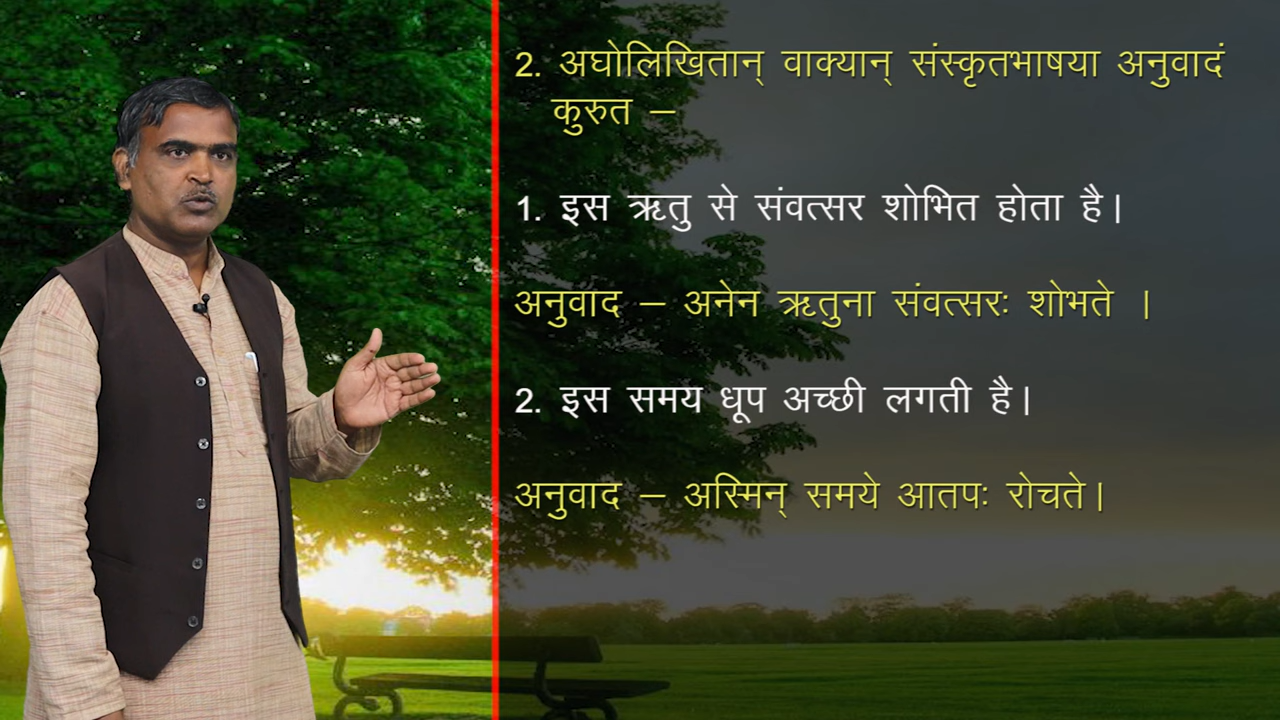 2. अघोलिखितान् वाक्यान् संस्कृतभाषया अनुवादं
कुरुत –
1. इस ऋतु से संवत्सर शोभित होता है।
अनुवाद – अनेन ऋतुना संवत्सरः शोभते ।
2. इस समय धूप अच्छी लगती है।
अनुवाद – अस्मिन् समये आतपः रोचते।